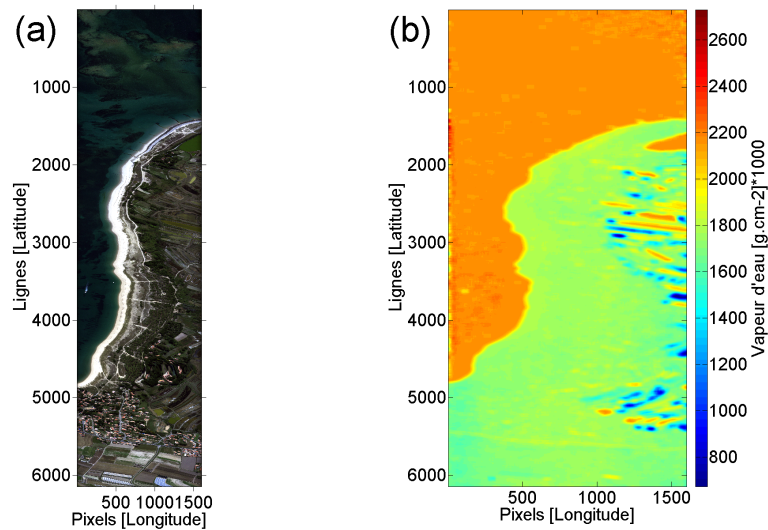 (a)
1000
2000
3000
4000
5000
6000
Lignes [Latitude]
500 1000 1500
Pixels [Longitude]
(b)
1000
2000
3000
4000
5000
6000
Lignes [Latitude]
500 1000 1500
Pixels [Longitude]
2600
2400
2200
2000
1800
1600
1400
1200
1000
800
Vapeur d'eau [g.cm-2]*1000